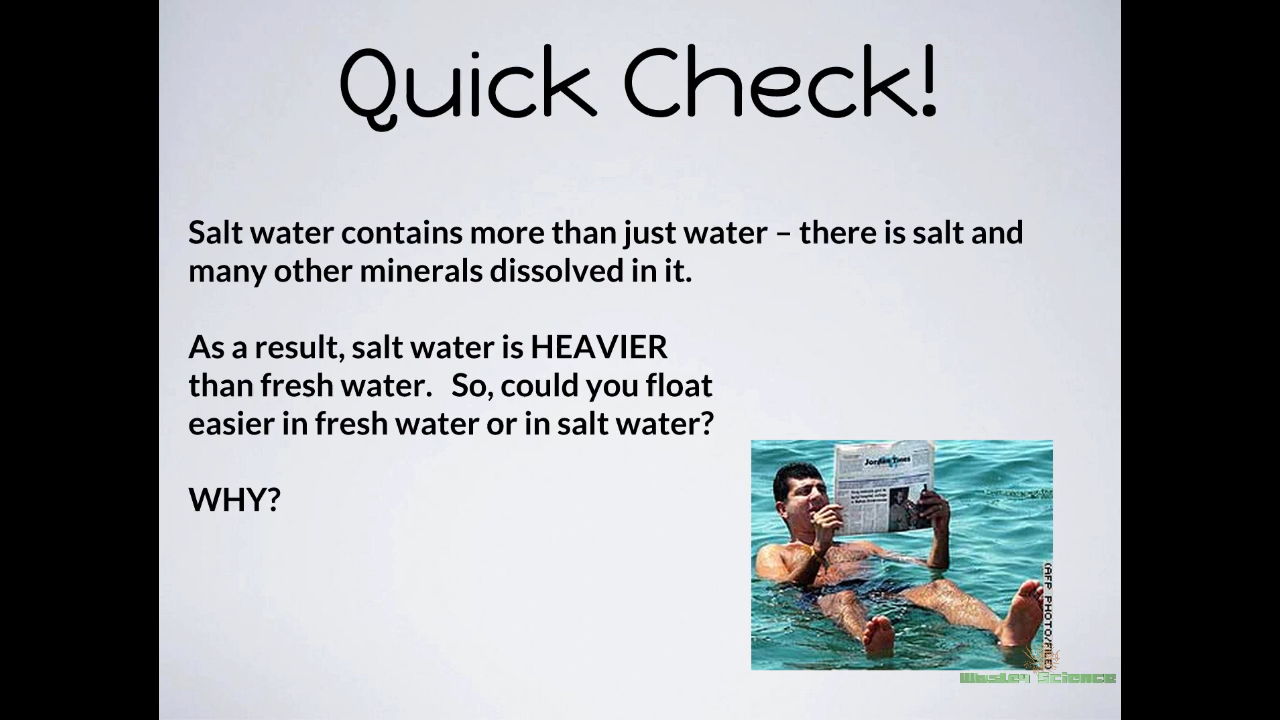 Quick Check!
Salt water contains more than just water – there is salt and
many other minerals dissolved in it.
As a result, salt water is HEAVIER
than fresh water.   So, could you float
easier in fresh water or in salt water?
WHY?
Jordan Times
(AFP PHOTO/FILE)
Science